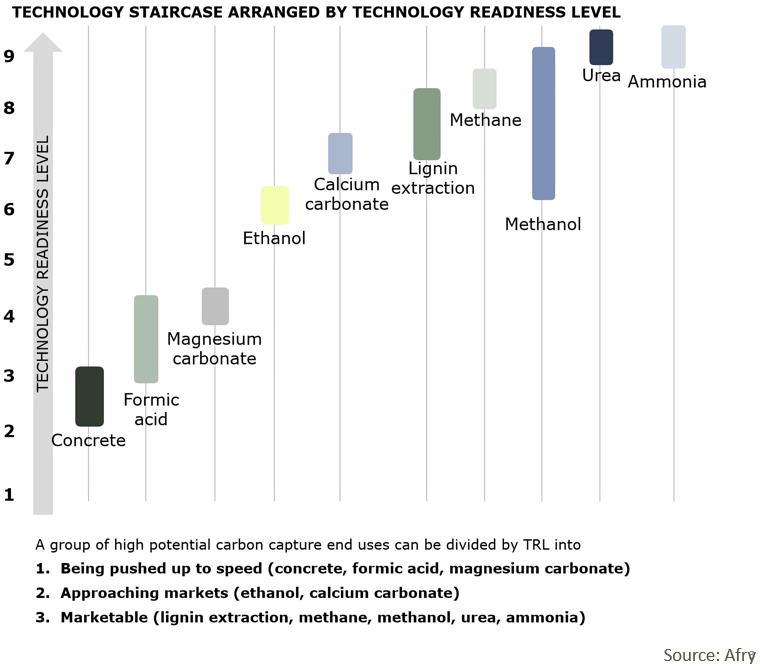 TECHNOLOGY STAIRCASE ARRANGED BY TECHNOLOGY READINESS LEVEL
9
8
7
6
5
4
3
2
1
TECHNOLOGY READINESS LEVEL
Concrete
Formic
acid
Magnesium
carbonate
Ethanol
Calcium
carbonate
Lignin
extraction
Methane
Methanol
Urea
Ammonia
A group of high potential carbon capture end uses can be divided by TRL into
1. Being pushed up to speed (concrete, formic acid, magnesium carbonate)
2. Approaching markets (ethanol, calcium carbonate)
3. Marketable (lignin extraction, methane, methanol, urea, ammonia)
Source: Afry